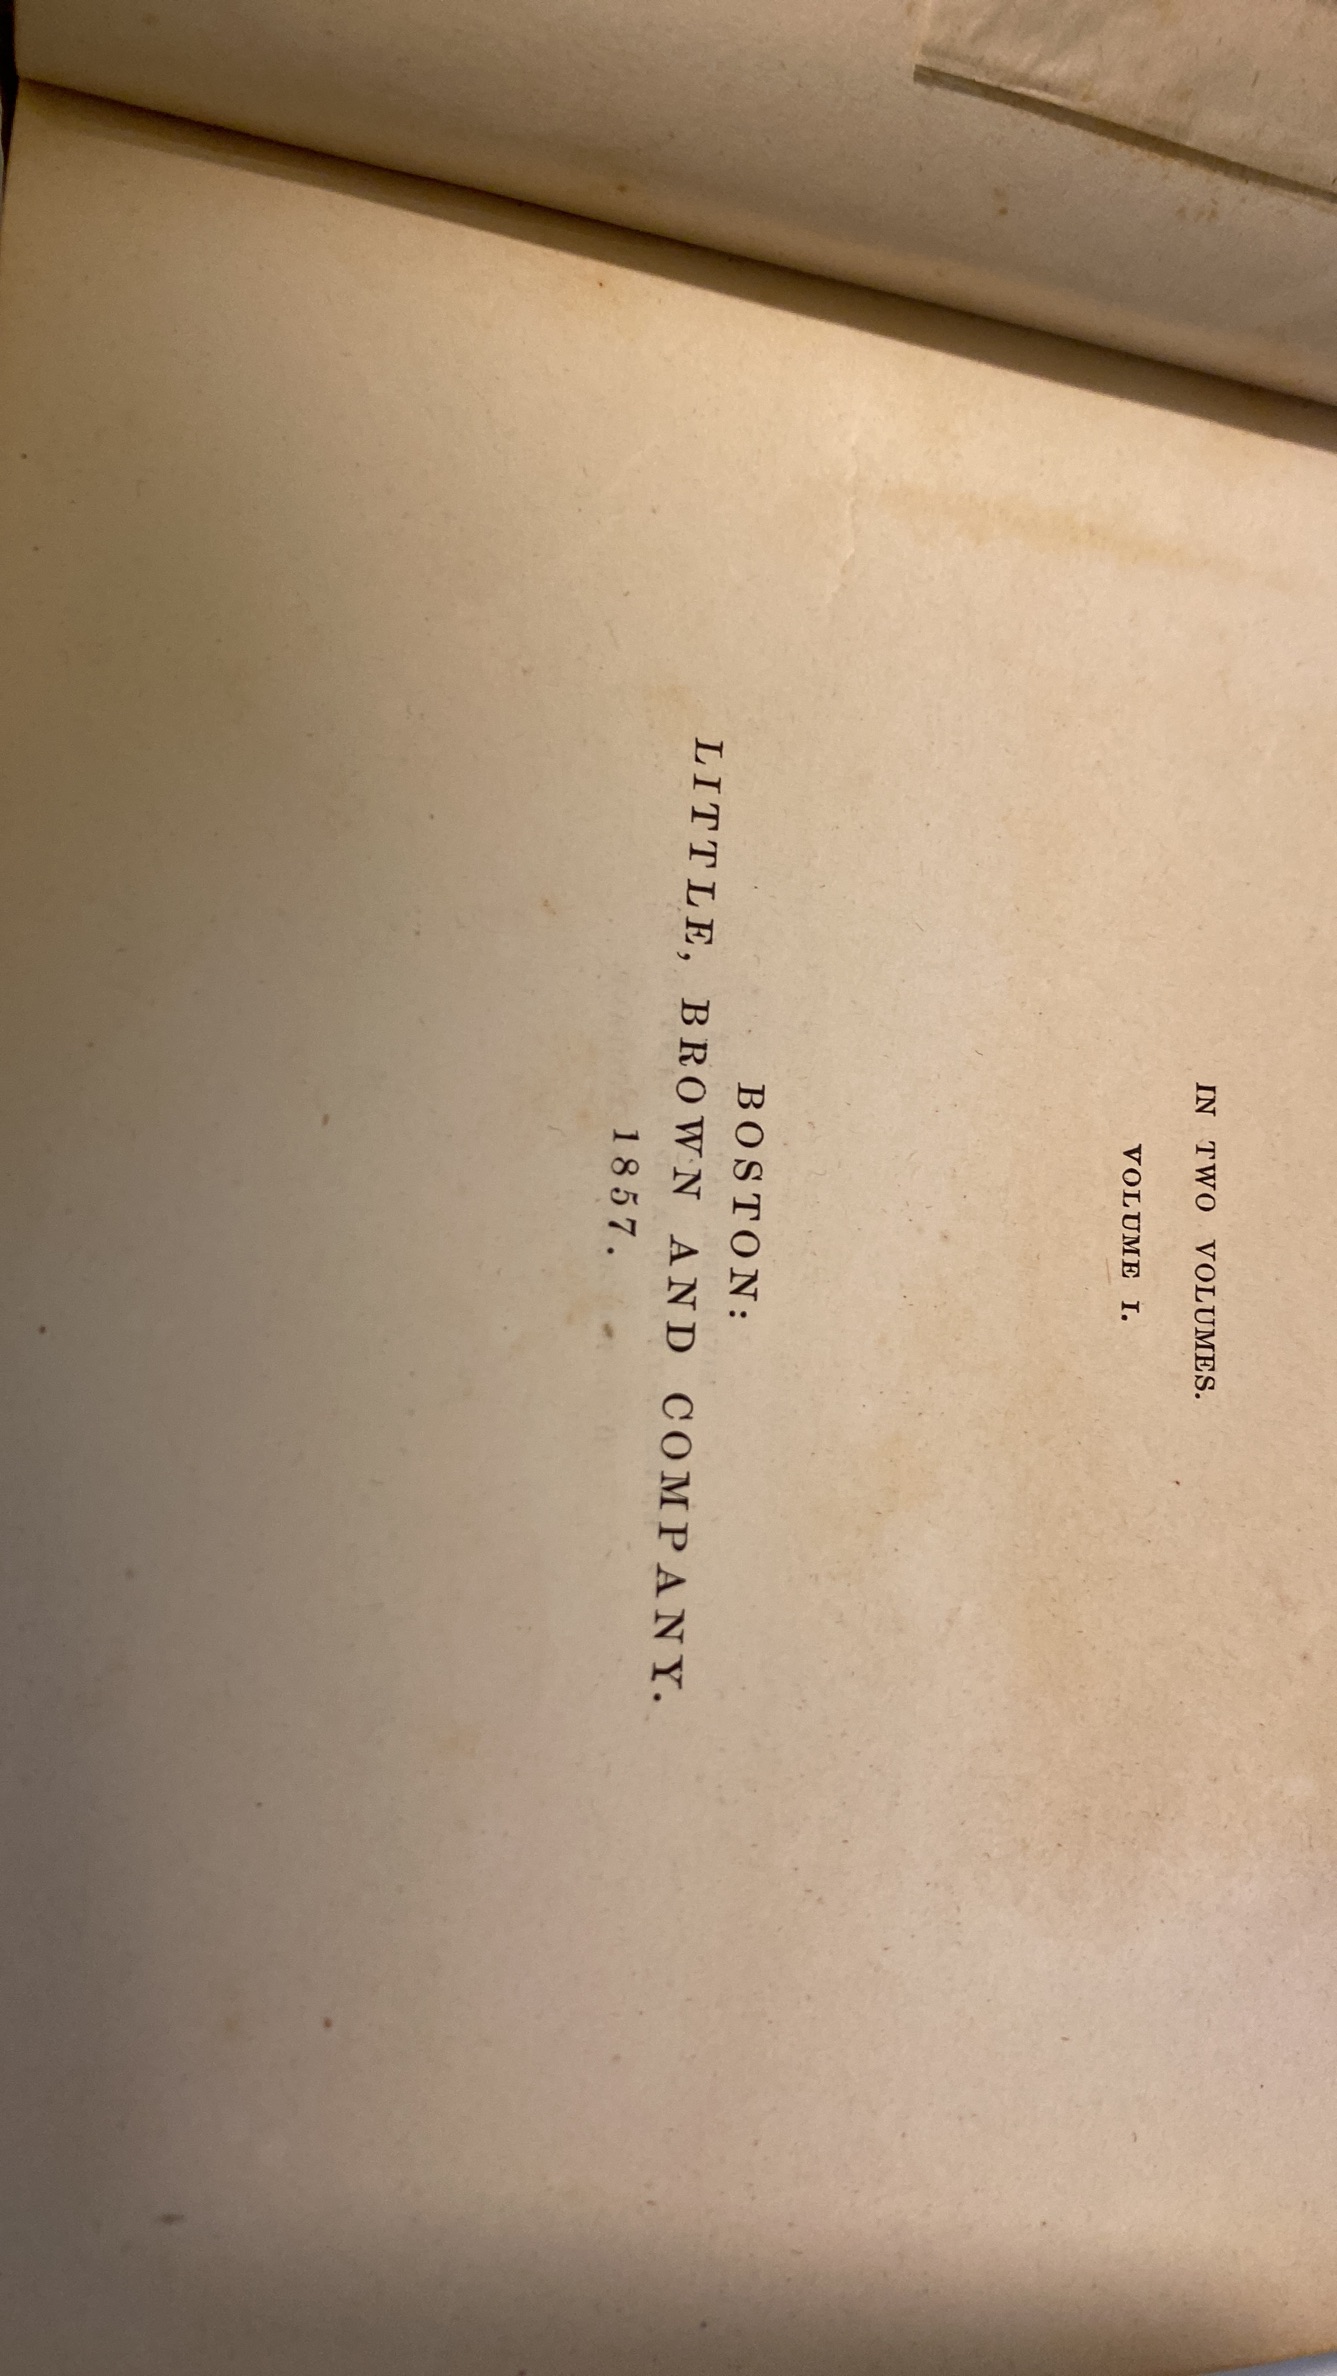 IN TWO VOLUMES.
VOLUME I.
BOSTON:
LITTLE, BROWN AND COMPANY.
1857.